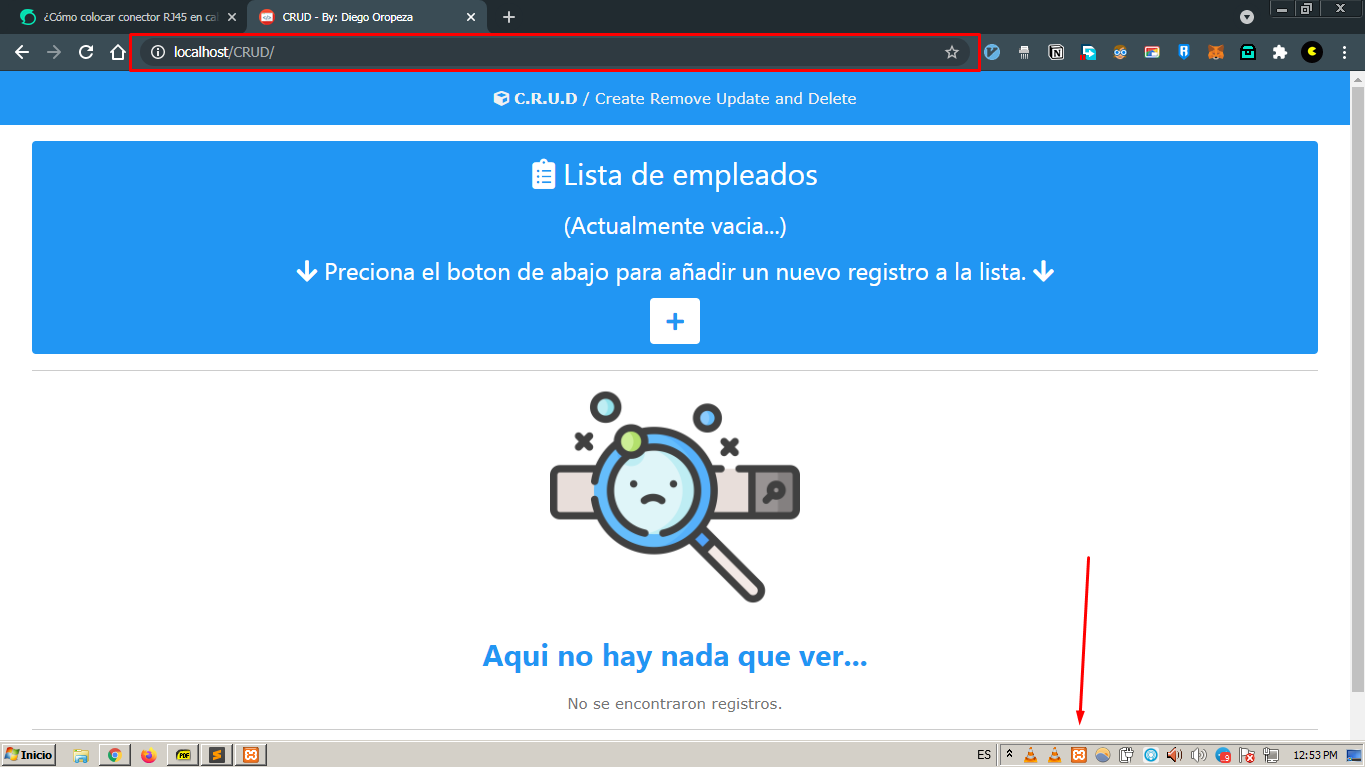 ¿Cómo colocar conector RJ45 en cal
CRUD - By: Diego Oropeza
localhost/CRUD/
C.R.U.D / Create Remove Update and Delete
Lista de empleados
(Actualmente vacia...)
Preciona el boton de abajo para añadir un nuevo registro a la lista.
Aqui no hay nada que ver...
No se encontraron registros.
Inicio
PDF
ES
12:53 PM